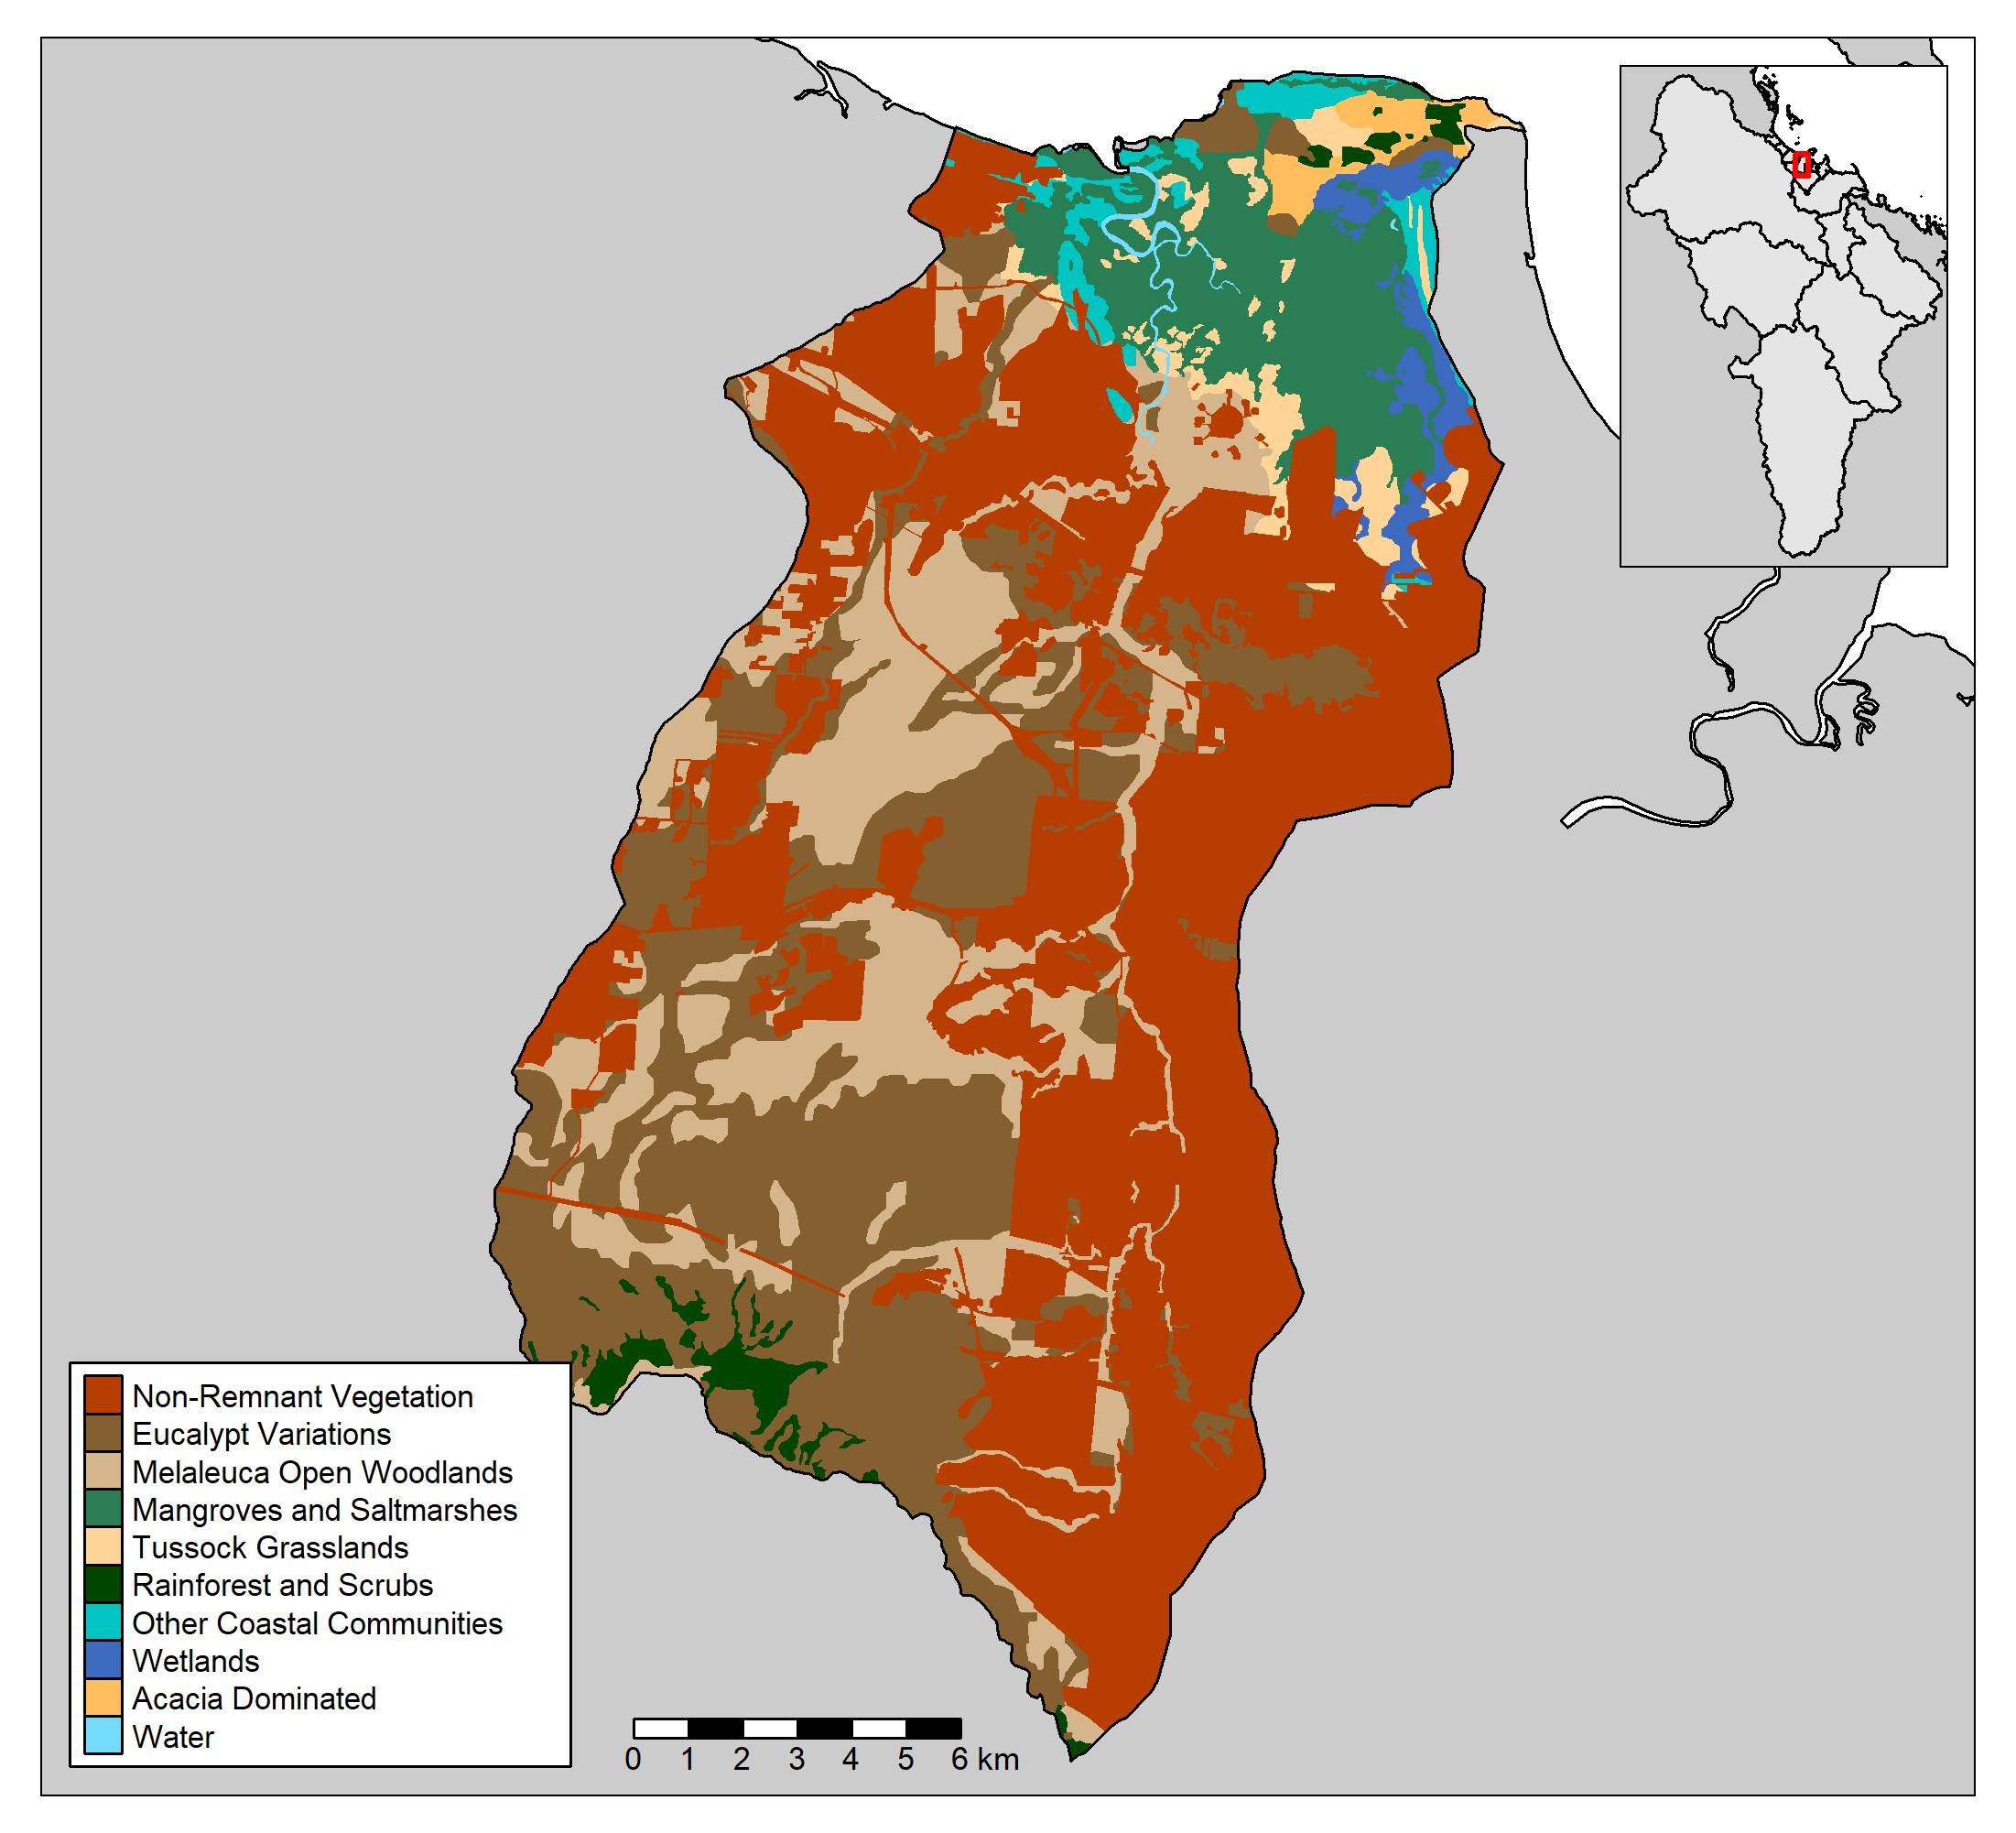 Non-Remnant Vegetation
Eucalypt Variations
Melaleuca Open Woodlands
Mangroves and Saltmarshes
Tussock Grasslands
Rainforest and Scrubs
Other Coastal Communities
Wetlands
Acacia Dominated
Water
0 1 2 3 4 5 6 km